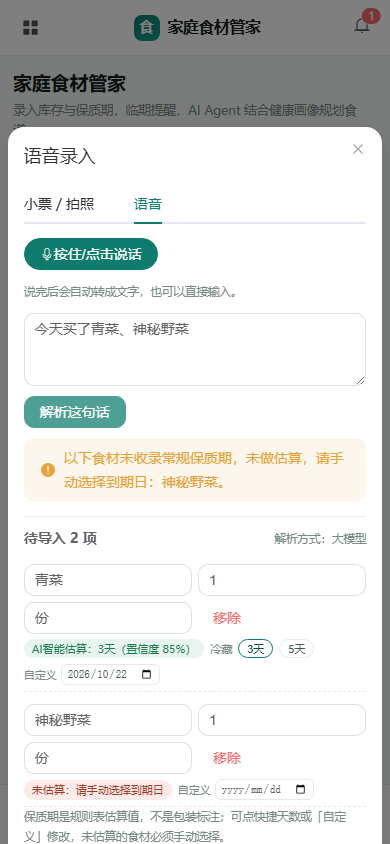 食 家庭食材管家
1
家庭食材管家
录入库存与保质期，临期提醒，AI Agent 结合健康画像规划食
语音录入
小票 / 拍照 语音
按住/点击说话
说完后会自动转成文字，也可以直接输入。
今天买了青菜、神秘野菜
解析这句话
以下食材未收录常规保质期，未做估算，请手
动选择到期日：神秘野菜。
待导入 2 项 解析方式：大模型
青菜 1
份 移除
AI智能估算：3天（置信度 85%） 冷藏 3天 5天
自定义 2026/10/22
神秘野菜 1
份 移除
未估算：请手动选择到期日 自定义 yyyy/mm/dd
保质期是规则表估算值，不是包装标注；可点快捷天数或「自定
义」修改，未估算的食材必须手动选择。